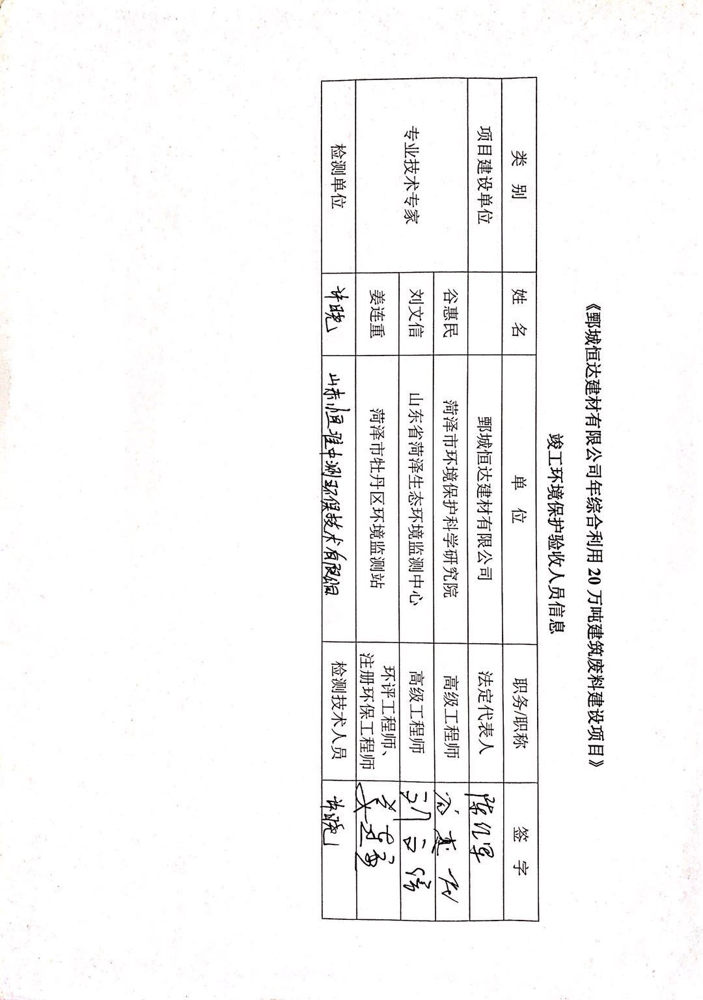 《鄄城恒达建材有限公司年综合利用 20 万吨建筑废料建设项目》
竣工环境保护验收人员信息
类 别 姓 名 单 位 职务/职称 签 字
项目建设单位 鄄城恒达建材有限公司 法定代表人
专业技术专家 谷惠民 菏泽市环境保护科学研究院 高级工程师 谷惠民
刘文信 山东省菏泽生态环境监测中心 高级工程师 刘文信
姜连重 菏泽市牡丹区环境监测站 环评工程师、
注册环保工程师 姜连重
检测单位 许晓 山东恒准中测环保技术有限公司 检测技术人员 许晓